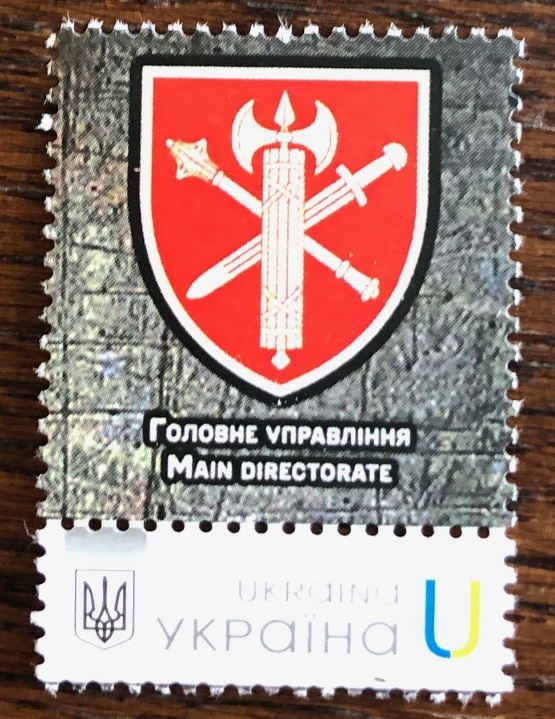 Головне управління
Main directorate
UKRAINA
УКРАЇНА
U